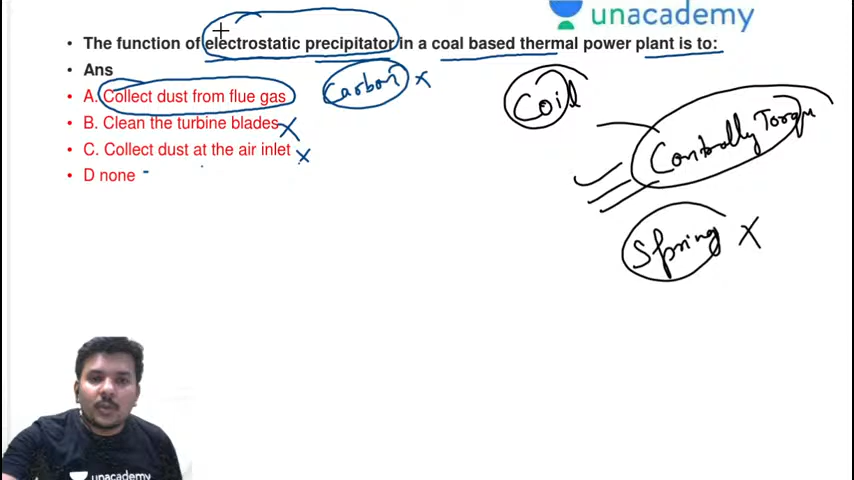 unacademy
• The function of electrostatic precipitator in a coal based thermal power plant is to:
• Ans
• A. Collect dust from flue gas
Carbon x
• B. Clean the turbine blades x
• C. Collect dust at the air inlet x
• D none -
Coil
Controlly Torque
Spring x
unacademy